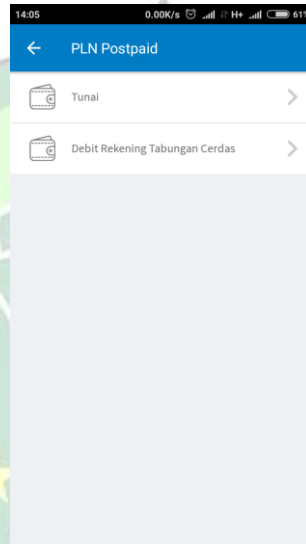 14:05 0.00K/s H+ 61%
PLN Postpaid
Tunai
Debit Rekening Tabungan Cerdas